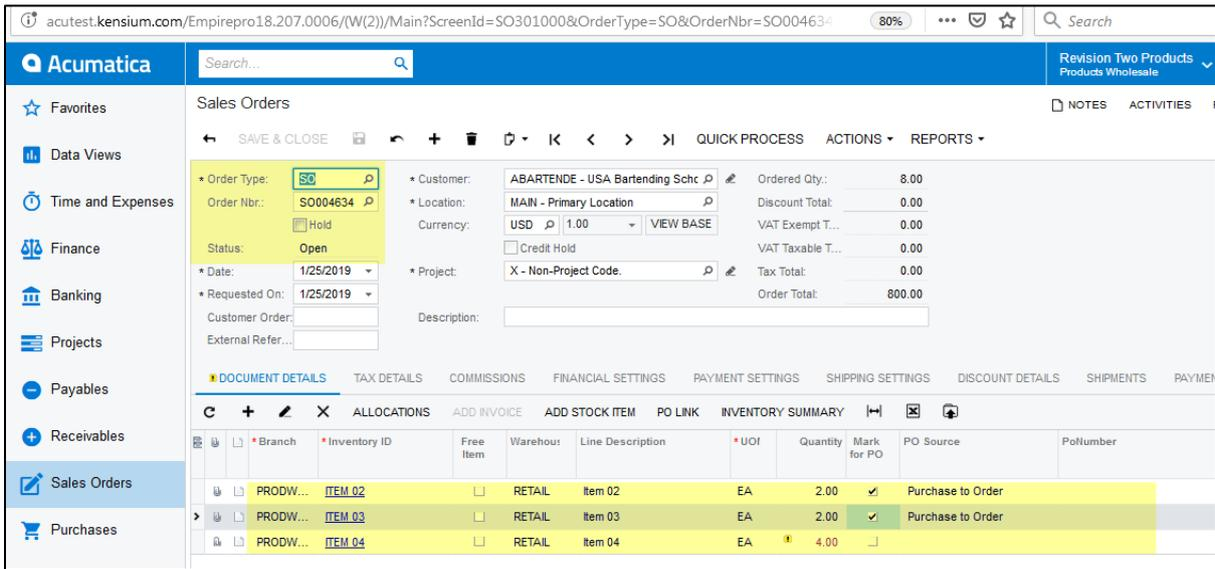 acutest.kensium.com/Empirepro18.207.0006/(W(2))/Main?ScreenId=SO301000&OrderType=SO&OrderNbr=SO004634 80% Search
Acumatica Search... Revision Two Products
Products Wholesale
Favorites Sales Orders NOTES ACTIVITIES
SAVE & CLOSE QUICK PROCESS ACTIONS REPORTS
Data Views
* Order Type: SO * Customer: ABARTENDE - USA Bartending Schc Ordered Qty.: 8.00
Time and Expenses Order Nbr.: SO004634 * Location: MAIN - Primary Location Discount Total: 0.00
Hold Currency: USD 1.00 VIEW BASE VAT Exempt T... 0.00
Finance Status: Open Credit Hold VAT Taxable T... 0.00
* Date: 1/25/2019 * Project: X - Non-Project Code. Tax Total: 0.00
Banking * Requested On: 1/25/2019 Order Total: 800.00
Customer Order: Description:
Projects External Refer...
Payables DOCUMENT DETAILS TAX DETAILS COMMISSIONS FINANCIAL SETTINGS PAYMENT SETTINGS SHIPPING SETTINGS DISCOUNT DETAILS SHIPMENTS PAYMEN
ALLOCATIONS ADD INVOICE ADD STOCK ITEM PO LINK INVENTORY SUMMARY
Receivables * Branch * Inventory ID Free Item Warehous Line Description * UOI Quantity Mark for PO PO Source PoNumber
Sales Orders PRODW... ITEM 02 RETAIL Item 02 EA 2.00 Purchase to Order
PRODW... ITEM 03 RETAIL Item 03 EA 2.00 Purchase to Order
Purchases PRODW... ITEM 04 RETAIL Item 04 EA 4.00